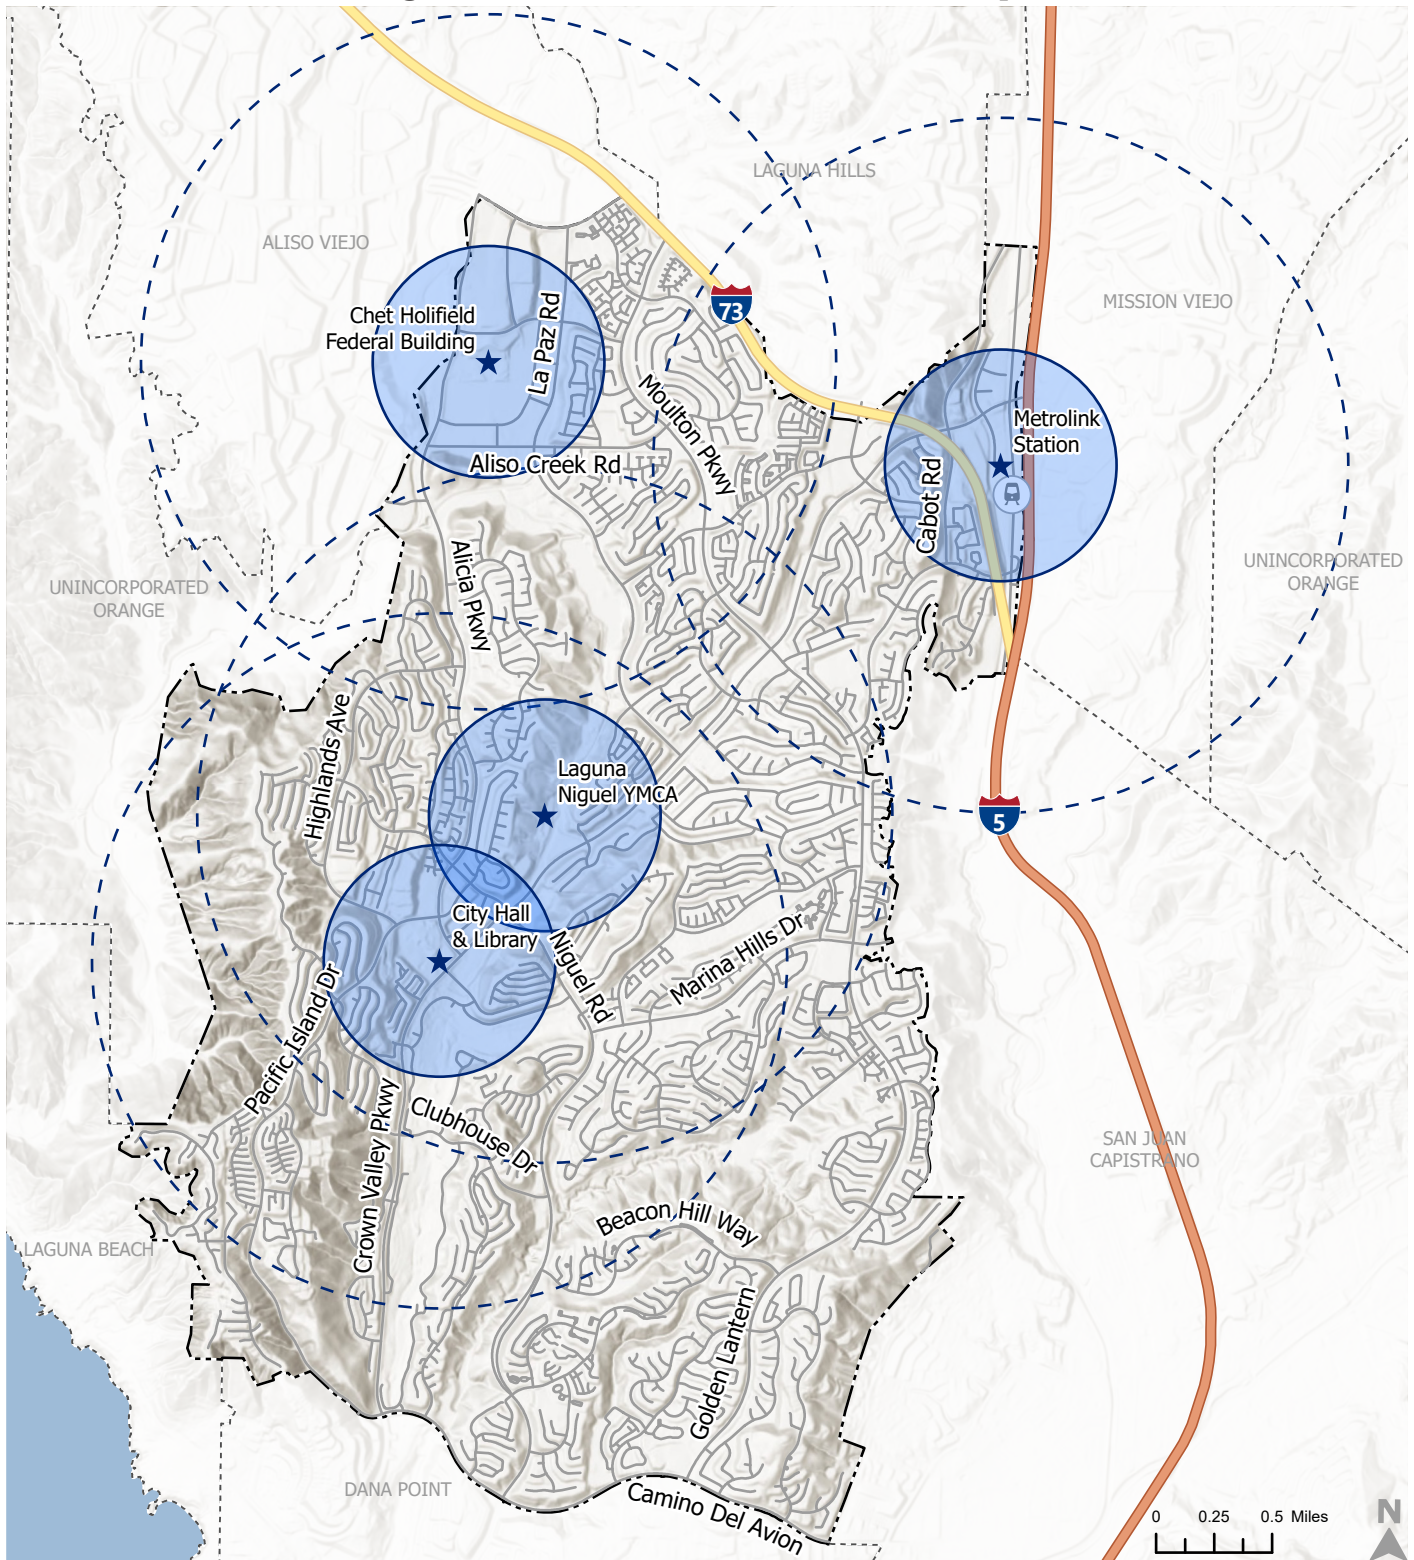 LAGUNA HILLS
ALISO VIEJO
MISSION VIEJO
73
Chet Holifield
Federal Building
La Paz Rd
Moulton Pkwy
Metrolink
Station
Aliso Creek Rd
Cabot Rd
Alicia Pkwy
UNINCORPORATED
ORANGE
UNINCORPORATED
ORANGE
Highlands Ave
Laguna
Niguel YMCA
5
City Hall
& Library
Niguel Rd
Marina Hills Dr
Pacific Island Dr
Crown Valley Pkwy
Clubhouse Dr
SAN JUAN
CAPISTRANO
Beacon Hill Way
LAGUNA BEACH
Golden Lantern
DANA POINT
Camino Del Avion
0 0.25 0.5 Miles
N